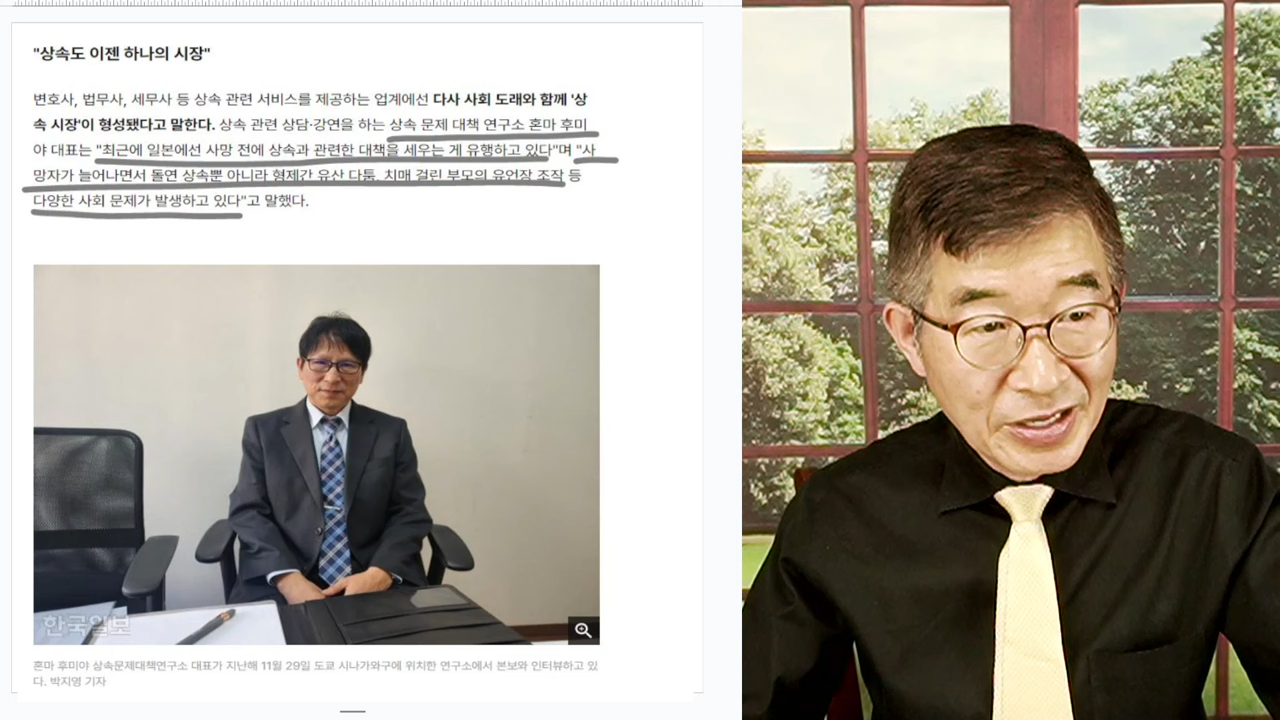 "상속도 이젠 하나의 시장"
변호사, 법무사, 세무사 등 상속 관련 서비스를 제공하는 업계에선 다사 사회 도래와 함께 '상
속 시장'이 형성됐다고 말한다. 상속 관련 상담·강연을 하는 상속 문제 대책 연구소 혼마 후미
야 대표는 "최근에 일본에선 사망 전에 상속과 관련한 대책을 세우는 게 유행하고 있다"며 "사
망자가 늘어나면서 돌연 상속뿐 아니라 형제간 유산 다툼, 치매 걸린 부모의 유언장 조작 등
다양한 사회 문제가 발생하고 있다"고 말했다.
한국일보
혼마 후미야 상속문제대책연구소 대표가 지난해 11월 29일 도쿄 시나가와구에 위치한 연구소에서 본보와 인터뷰하고 있
다. 박지영 기자